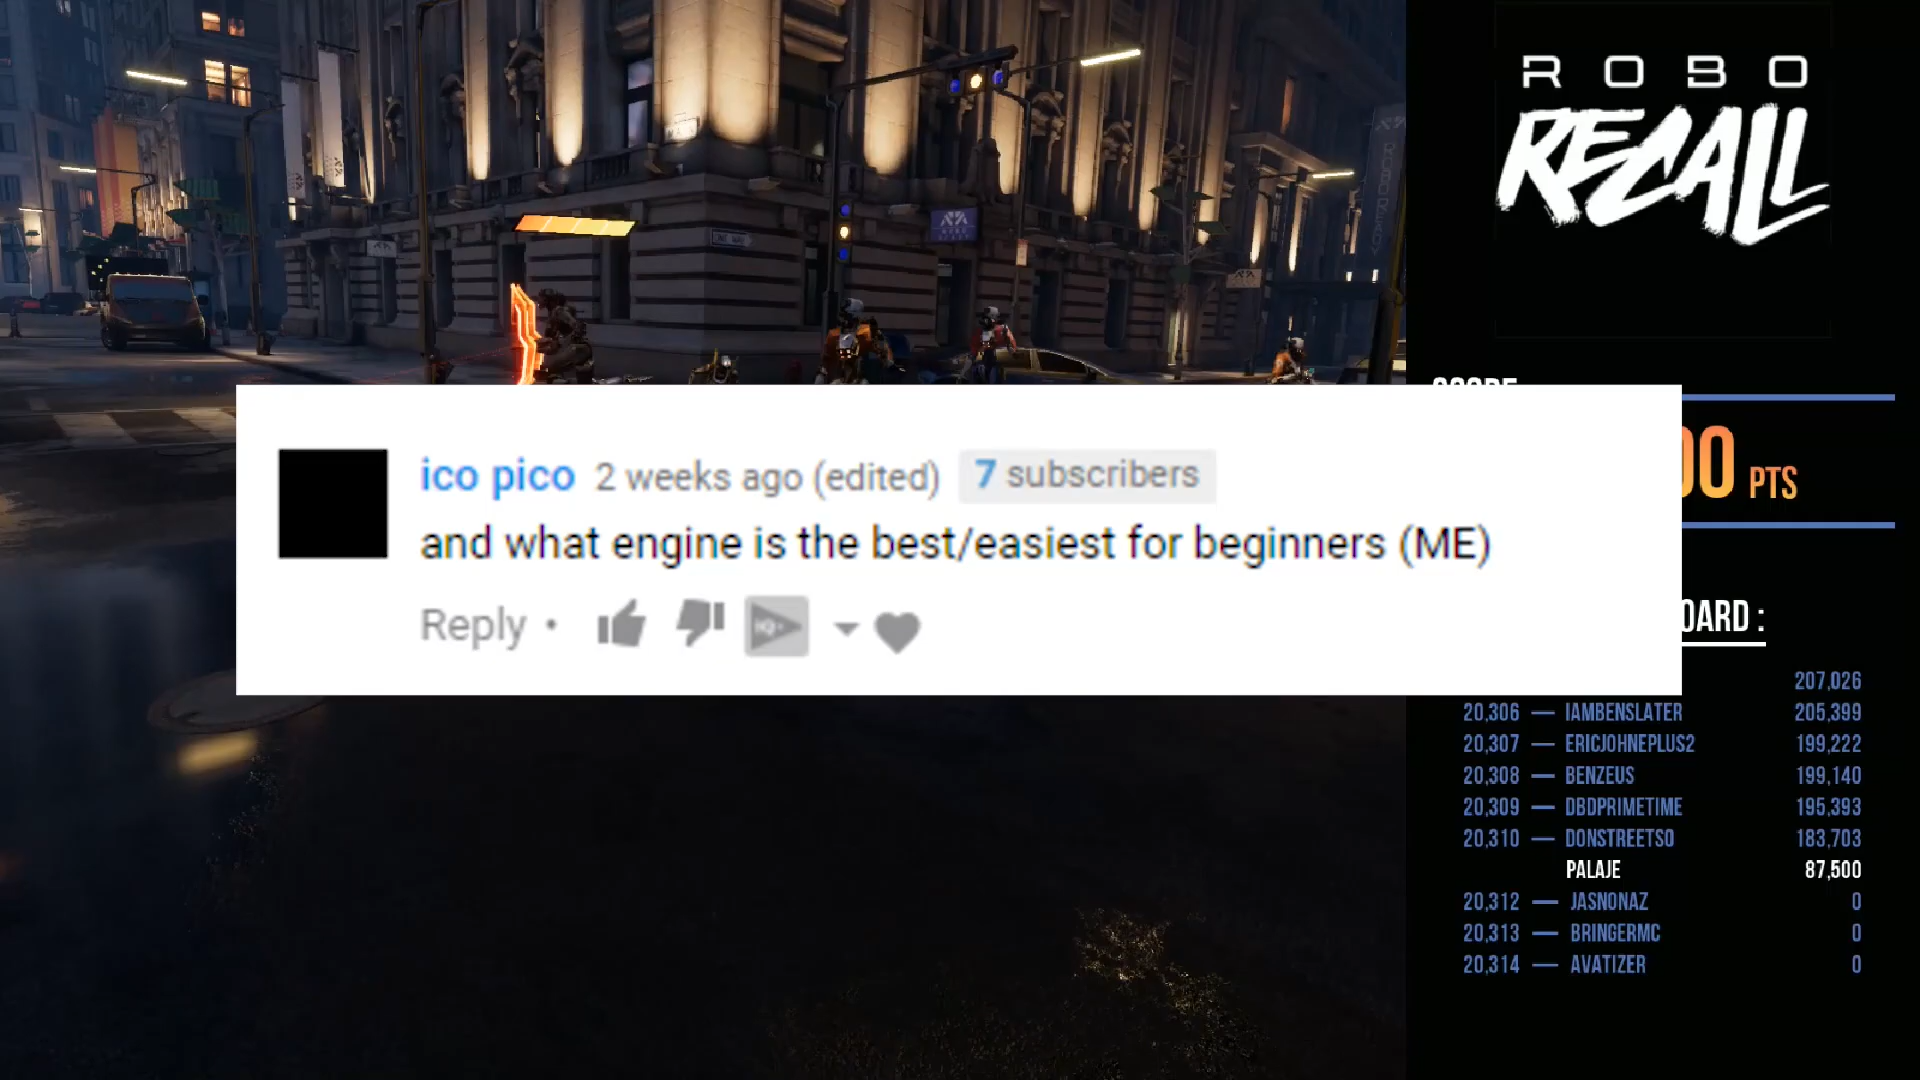 ROBO
RECALL
ico pico 2 weeks ago (edited) 7 subscribers
and what engine is the best/easiest for beginners (ME)
Reply •
PTS
OARD :
207,026
20,306 — IAMBENSLATER 205,399
20,307 — ERICJOHNEPLUS2 199,222
20,308 — BENZEUS 199,140
20,309 — DBDPRIMETIME 195,393
20,310 — DONSTREETSO 183,703
PALAJE 87,500
20,312 — JASNONAZ 0
20,313 — BRINGERMC 0
20,314 — AVATIZER 0